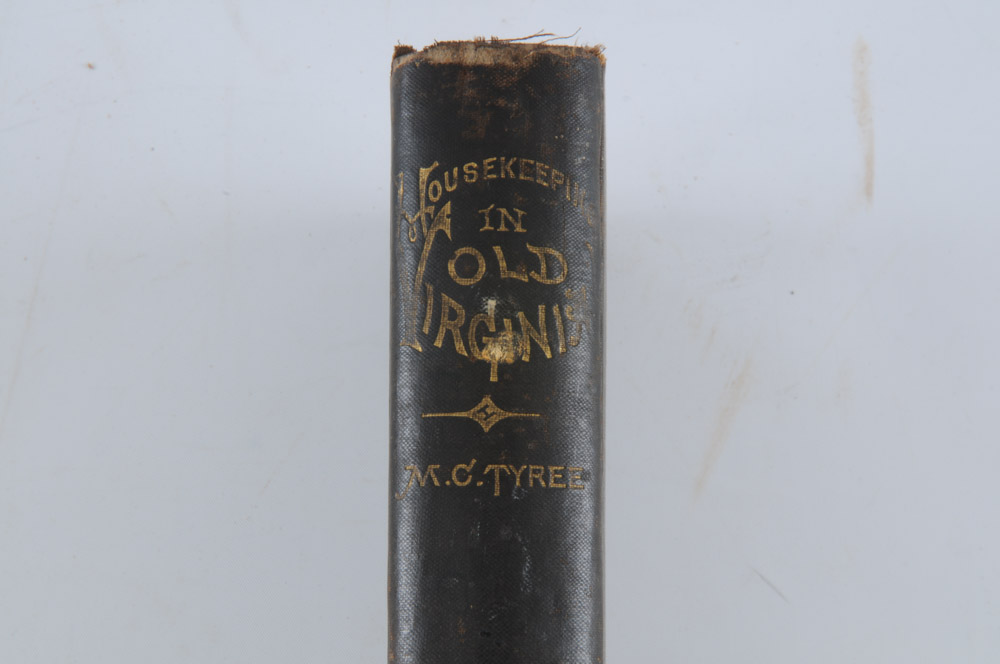 HOUSEKEEPING
IN
OLD
VIRGINIA
H
M.C. TYREE